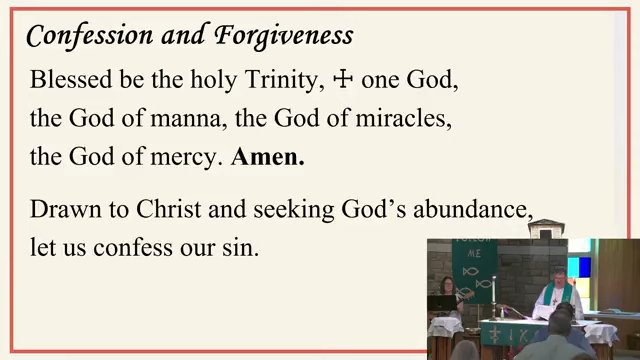 Confession and Forgiveness
Blessed be the holy Trinity, ☩ one God,
the God of manna, the God of miracles,
the God of mercy. Amen.
Drawn to Christ and seeking God’s abundance,
let us confess our sin.
FOLLOW
ME